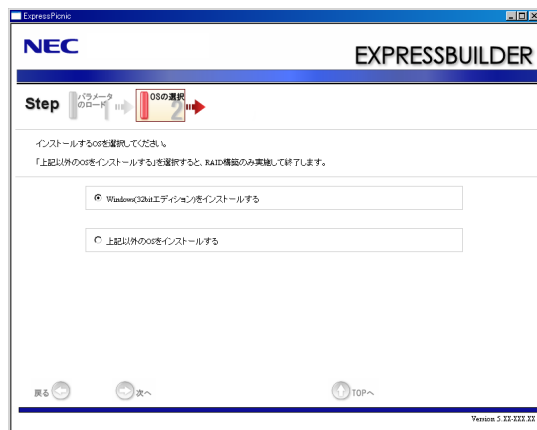 ExpressPicnic
NEC
EXPRESSBUILDER
Step
パラメータ
のロード 1
OSの選択
2
インストールするOSを選択してください。
「上記以外のOSをインストールする」を選択すると、RAID構築のみ実施して終了します。
Windows(32bitエディション)をインストールする
上記以外のOSをインストールする
戻る
次へ
TOPへ
Version 5.XX-XXX.XX